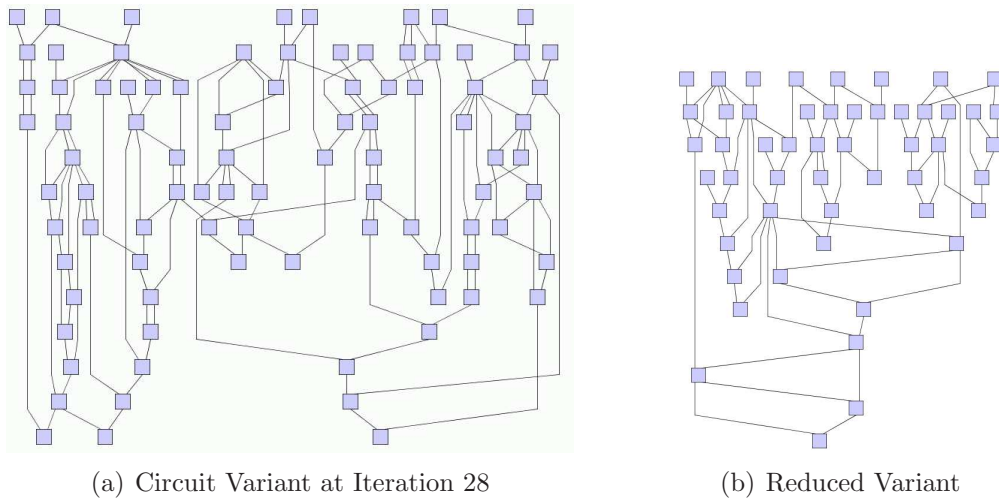 (a) Circuit Variant at Iteration 28
(b) Reduced Variant